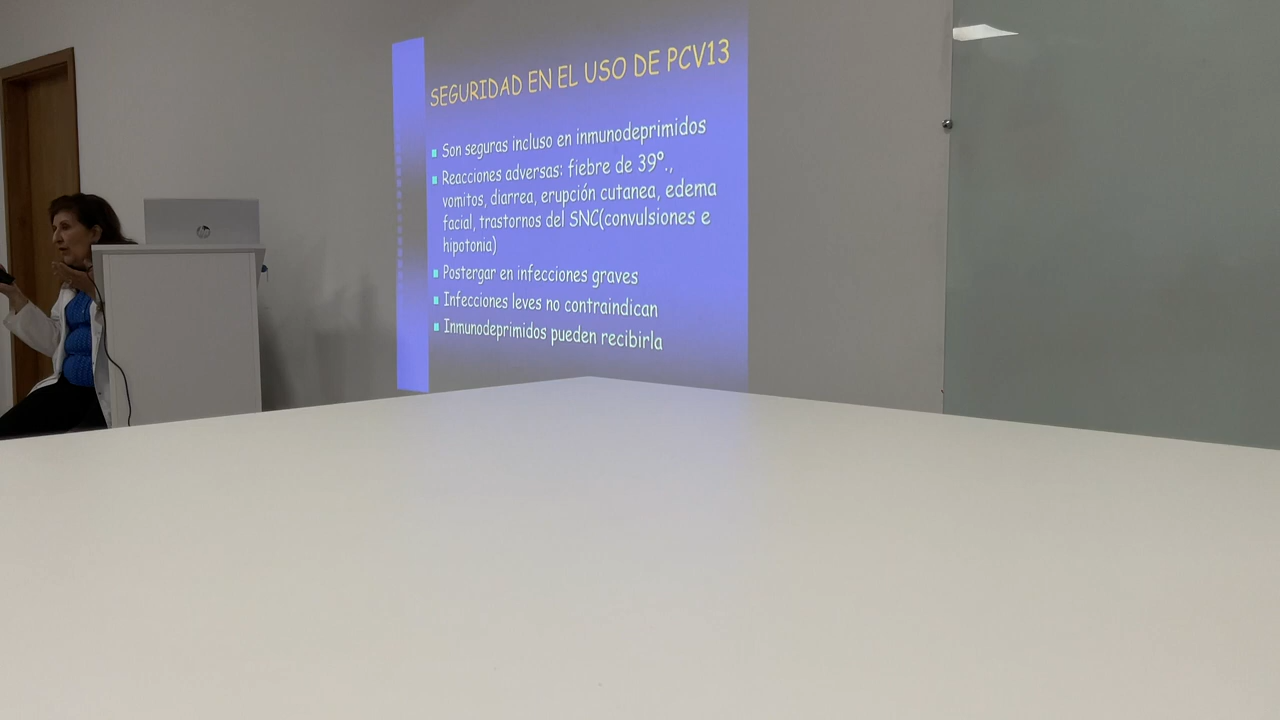 SEGURIDAD EN EL USO DE PCV13
Son seguras incluso en inmunodeprimidos
Reacciones adversas: fiebre de 39º.,
vomitos, diarrea, erupción cutanea, edema
facial, trastornos del SNC(convulsiones e
hipotonia)
Postergar en infecciones graves
Infecciones leves no contraindican
Inmunodeprimidos pueden recibirla